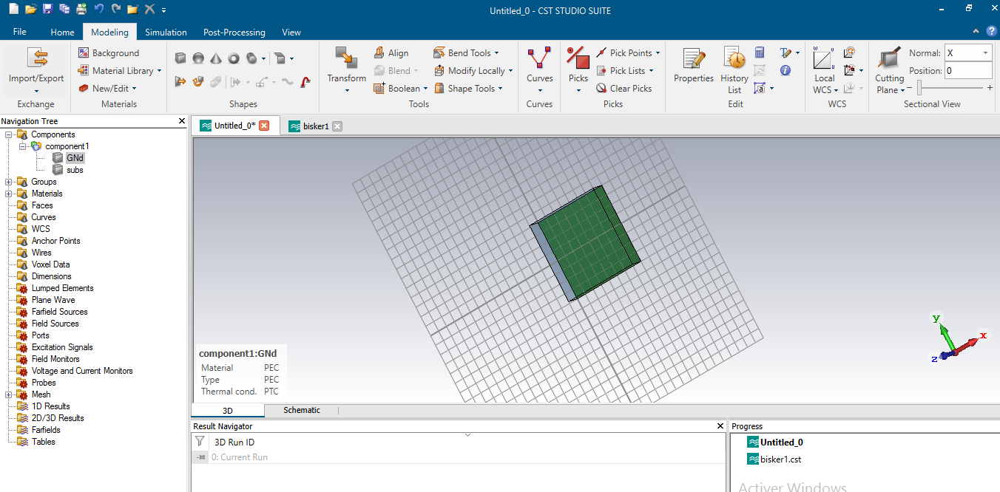 Untitled_0 - CST STUDIO SUITE
File Home Modeling Simulation Post-Processing View
Import/Export
Exchange
Background
Material Library
New/Edit
Materials
Shapes
Transform
Align
Blend
Boolean
Bend Tools
Modify Locally
Shape Tools
Tools
Curves
Curves
Picks
Pick Points
Pick Lists
Clear Picks
Picks
Properties
History
List
Edit
Local
WCS
WCS
U
V
W
Cutting
Plane
Normal: X
Position: 0
Sectional View
Navigation Tree
Components
component1
GNd
subs
Groups
Materials
Faces
Curves
WCS
Anchor Points
Wires
Voxel Data
Dimensions
Lumped Elements
Plane Wave
Farfield Sources
Field Sources
Ports
Excitation Signals
Field Monitors
Voltage and Current Monitors
Probes
Mesh
1D Results
2D/3D Results
Farfields
Tables
Untitled_0*
bisker1
component1:GNd
Material PEC
Type PEC
Thermal cond. PTC
y
x
z
3D Schematic
Result Navigator
3D Run ID
0: Current Run
Progress
Untitled_0
bisker1.cst
Activer Windows